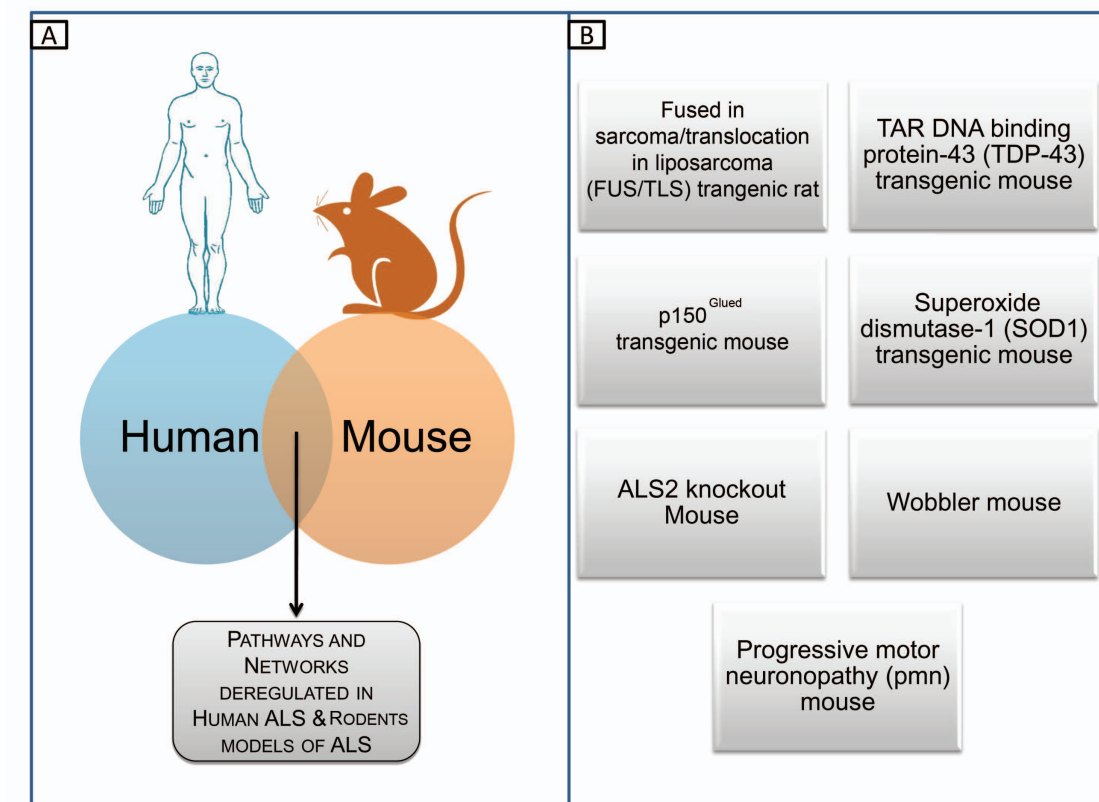 A
Human
Mouse
PATHWAYS AND
NETWORKS
DEREGULATED IN
HUMAN ALS & RODENTS
MODELS OF ALS
B
Fused in
sarcoma/translocation
in liposarcoma
(FUS/TLS) trangenic rat
TAR DNA binding
protein-43 (TDP-43)
transgenic mouse
p150 Glued
transgenic mouse
Superoxide
dismutase-1 (SOD1)
transgenic mouse
ALS2 knockout
Mouse
Wobbler mouse
Progressive motor
neuronopathy (pmn)
mouse